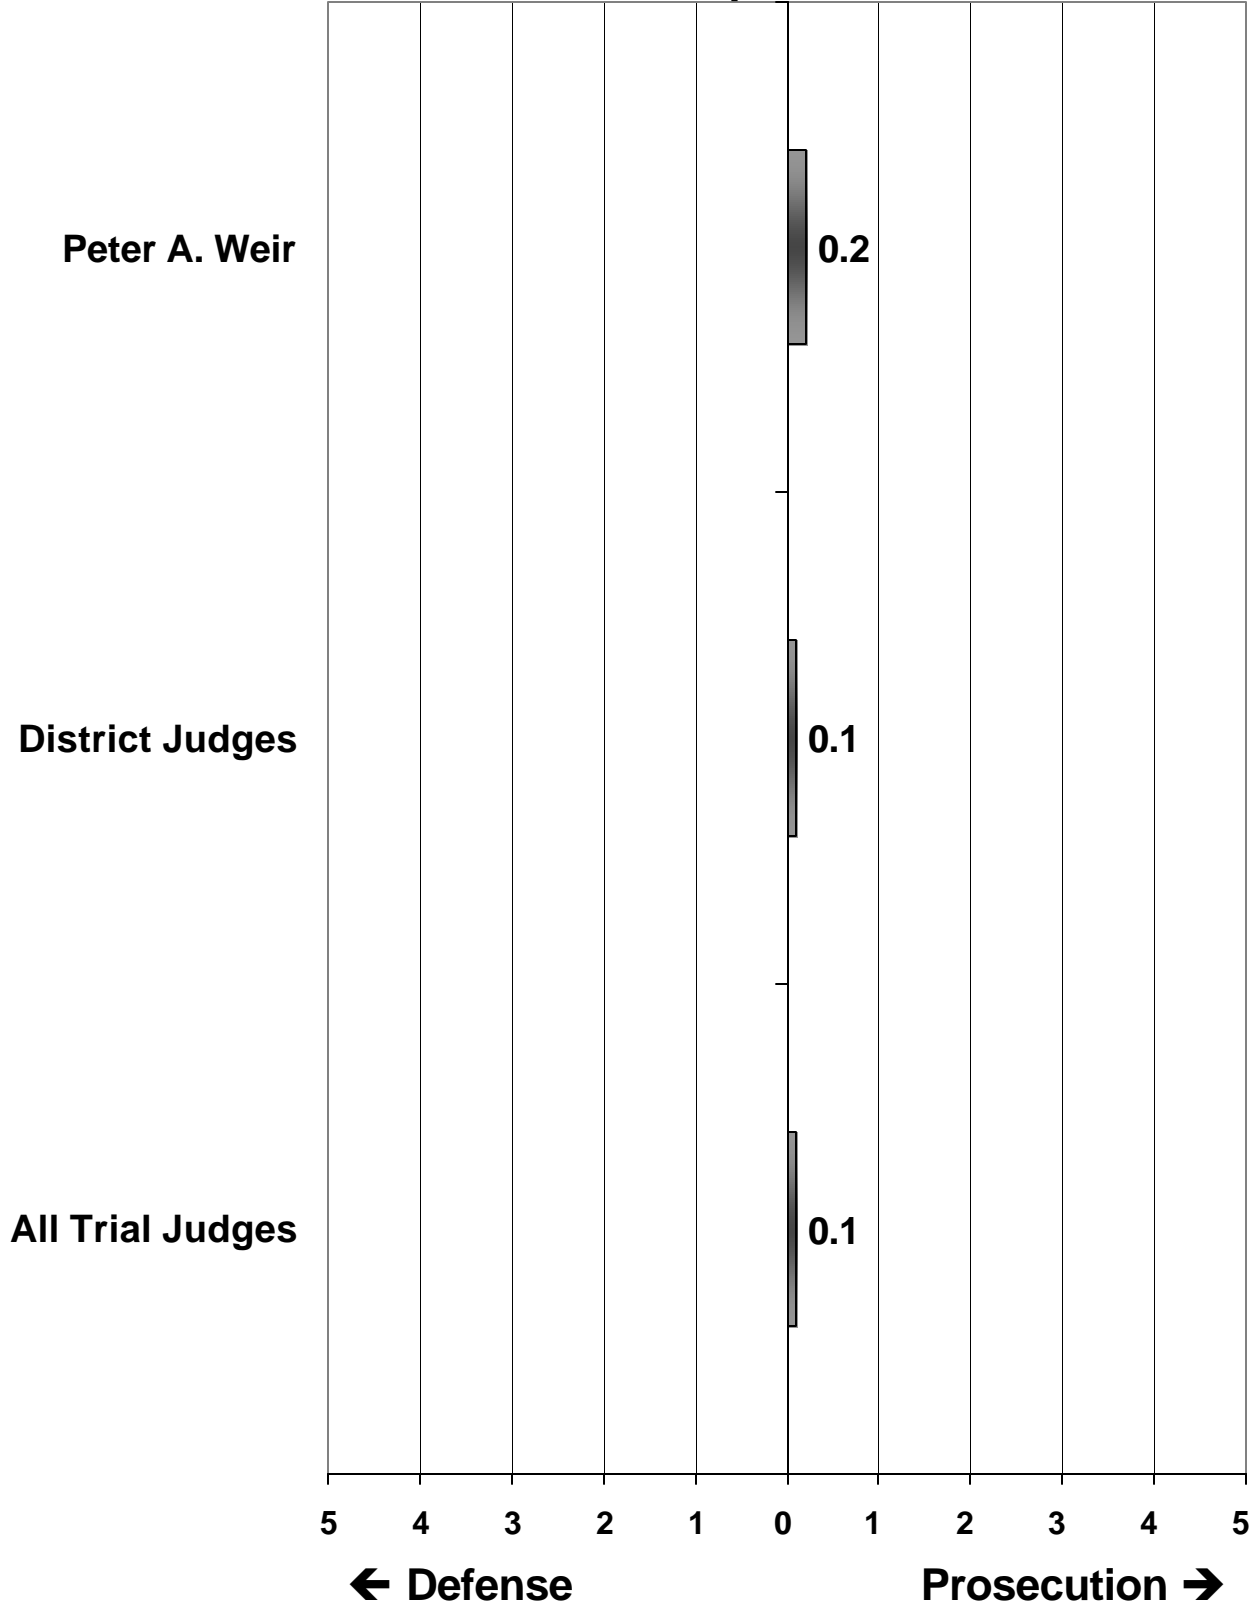 Peter A. Weir
0.2
District Judges
0.1
All Trial Judges
0.1
5 4 3 2 1 0 1 2 3 4 5
← Defense Prosecution →